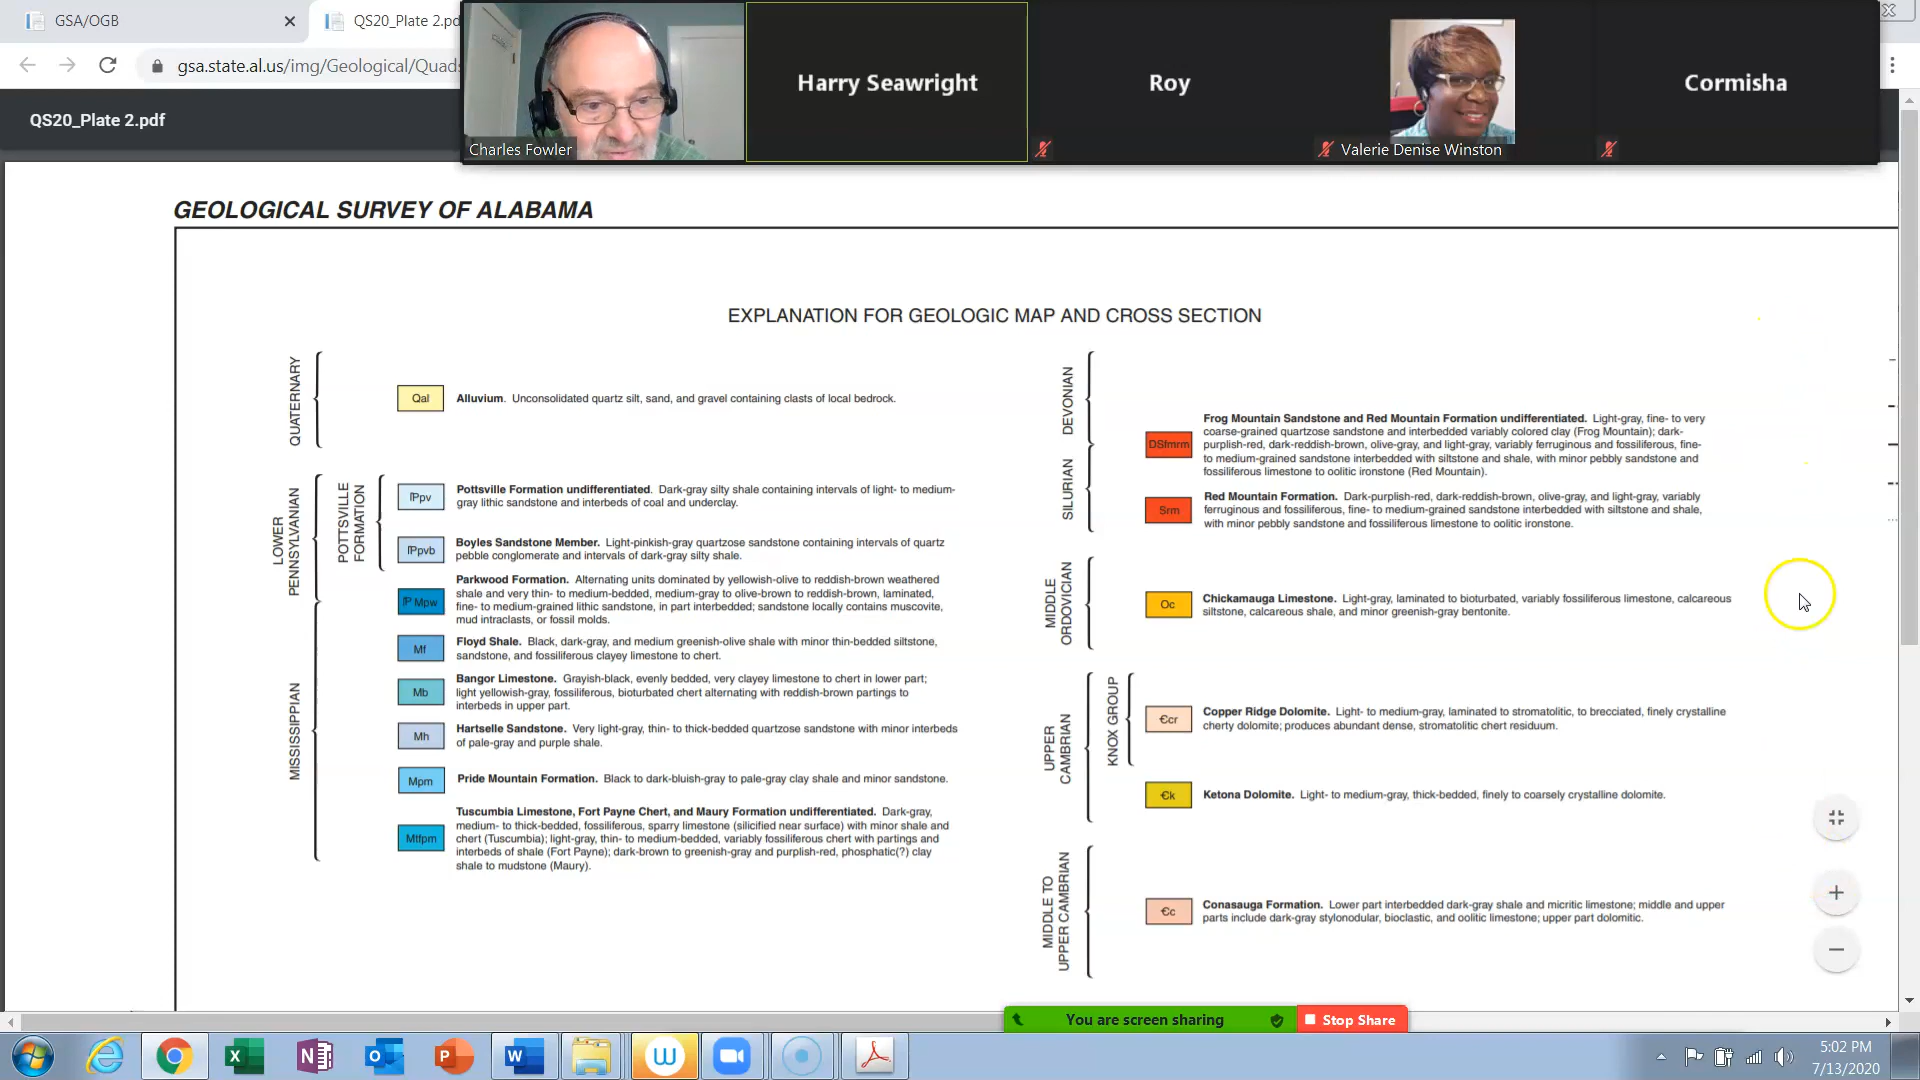 GSA/OGB
QS20_Plate 2.pd
gsa.state.al.us/img/Geological/Quads
QS20_Plate 2.pdf
Charles Fowler
Harry Seawright
Roy
Valerie Denise Winston
Cormisha
GEOLOGICAL SURVEY OF ALABAMA
EXPLANATION FOR GEOLOGIC MAP AND CROSS SECTION
QUATERNARY
Qal
Alluvium. Unconsolidated quartz silt, sand, and gravel containing clasts of local bedrock.
LOWER
PENNSYLVANIAN
POTTSVILLE
FORMATION
ℙpv
Pottsville Formation undifferentiated. Dark-gray silty shale containing intervals of light- to medium-
gray lithic sandstone and interbeds of coal and underclay.
ℙpvb
Boyles Sandstone Member. Light-pinkish-gray quartzose sandstone containing intervals of quartz
pebble conglomerate and intervals of dark-gray silty shale.
ℙMpw
Parkwood Formation. Alternating units dominated by yellowish-olive to reddish-brown weathered
shale and very thin- to medium-bedded, medium-gray to olive-brown to reddish-brown, laminated,
fine- to medium-grained lithic sandstone, in part interbedded; sandstone locally contains muscovite,
mud intraclasts, or fossil molds.
MISSISSIPPIAN
Mf
Floyd Shale. Black, dark-gray, and medium greenish-olive shale with minor thin-bedded siltstone,
sandstone, and fossiliferous clayey limestone to chert.
Mb
Bangor Limestone. Grayish-black, evenly bedded, very clayey limestone to chert in lower part;
light yellowish-gray, fossiliferous, bioturbated chert alternating with reddish-brown partings to
interbeds in upper part.
Mh
Hartselle Sandstone. Very light-gray, thin- to thick-bedded quartzose sandstone with minor interbeds
of pale-gray and purple shale.
Mpm
Pride Mountain Formation. Black to dark-bluish-gray to pale-gray clay shale and minor sandstone.
Mtfpm
Tuscumbia Limestone, Fort Payne Chert, and Maury Formation undifferentiated. Dark-gray,
medium- to thick-bedded, fossiliferous, sparry limestone (silicified near surface) with minor shale and
chert (Tuscumbia); light-gray, thin- to medium-bedded, variably fossiliferous chert with partings and
interbeds of shale (Fort Payne); dark-brown to greenish-gray and purplish-red, phosphatic(?) clay
shale to mudstone (Maury).
DEVONIAN
SILURIAN
DSfmrm
Frog Mountain Sandstone and Red Mountain Formation undifferentiated. Light-gray, fine- to very
coarse-grained quartzose sandstone and interbedded variably colored clay (Frog Mountain); dark-
purplish-red, dark-reddish-brown, olive-gray, and light-gray, variably ferruginous and fossiliferous, fine-
to medium-grained sandstone interbedded with siltstone and shale, with minor pebbly sandstone and
fossiliferous limestone to oolitic ironstone (Red Mountain).
Srm
Red Mountain Formation. Dark-purplish-red, dark-reddish-brown, olive-gray, and light-gray, variably
ferruginous and fossiliferous, fine- to medium-grained sandstone interbedded with siltstone and shale,
with minor pebbly sandstone and fossiliferous limestone to oolitic ironstone.
MIDDLE
ORDOVICIAN
Oc
Chickamauga Limestone. Light-gray, laminated to bioturbated, variably fossiliferous limestone, calcareous
siltstone, calcareous shale, and minor greenish-gray bentonite.
UPPER
CAMBRIAN
KNOX GROUP
Єcr
Copper Ridge Dolomite. Light- to medium-gray, laminated to stromatolitic, to brecciated, finely crystalline
cherty dolomite; produces abundant dense, stromatolitic chert residuum.
Єk
Ketona Dolomite. Light- to medium-gray, thick-bedded, finely to coarsely crystalline dolomite.
MIDDLE TO
UPPER CAMBRIAN
Єc
Conasauga Formation. Lower part interbedded dark-gray shale and micritic limestone; middle and upper
parts include dark-gray stylonodular, bioclastic, and oolitic limestone; upper part dolomitic.
You are screen sharing
Stop Share
5:02 PM
7/13/2020